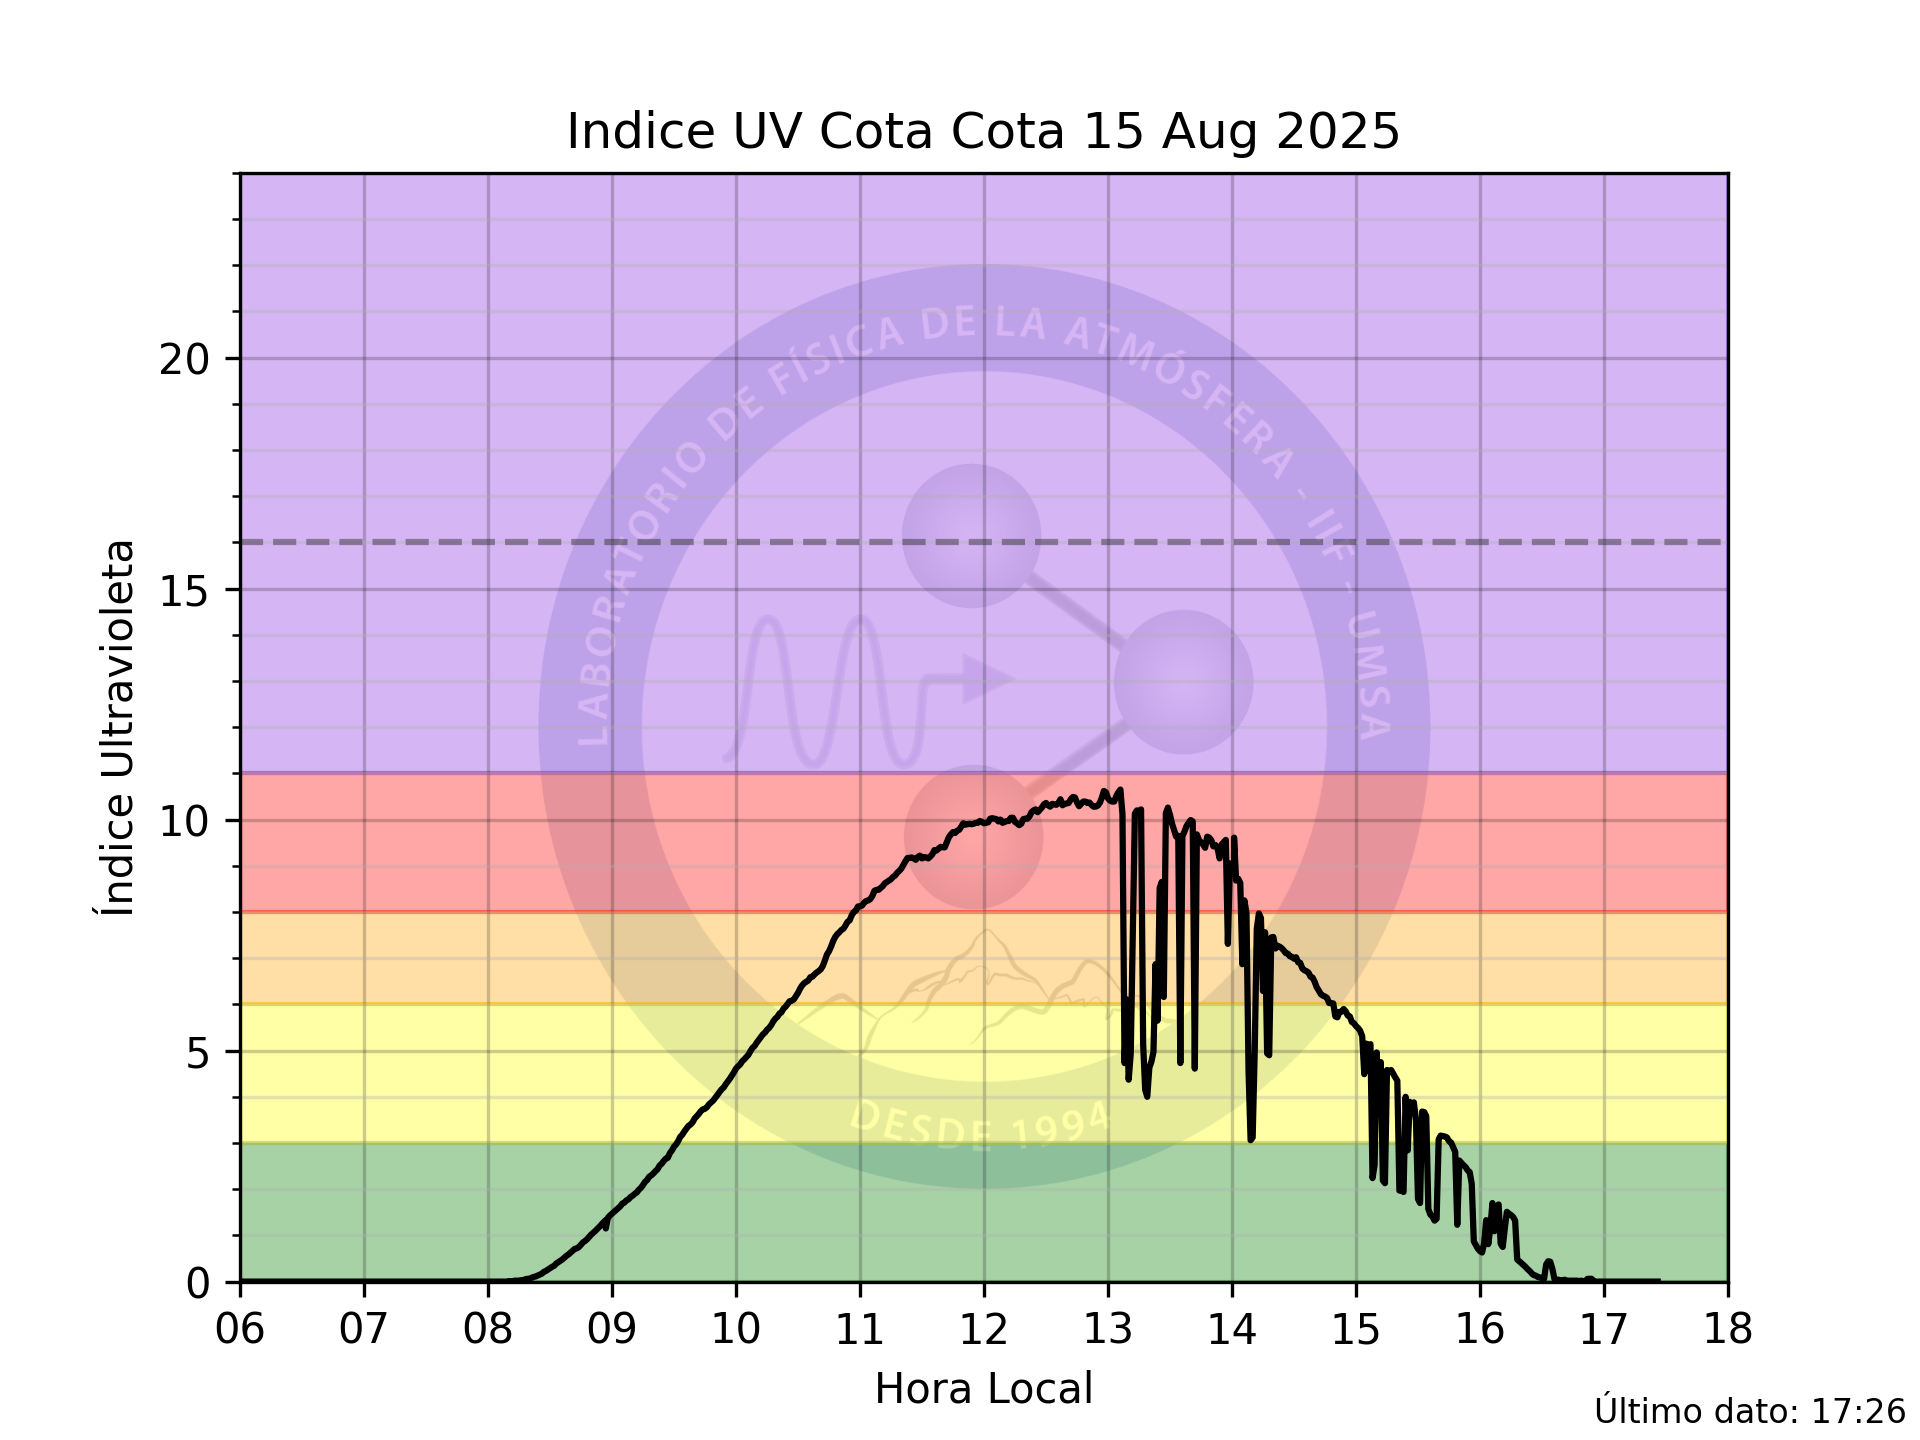 Indice UV Cota Cota 15 Aug 2025
Índice Ultravioleta
20
15
10
5
0
LABORATORIO DE FÍSICA DE LA ATMÓSFERA - IIF - UMSA
DESDE 1994
06 07 08 09 10 11 12 13 14 15 16 17 18
Hora Local
Último dato: 17:26